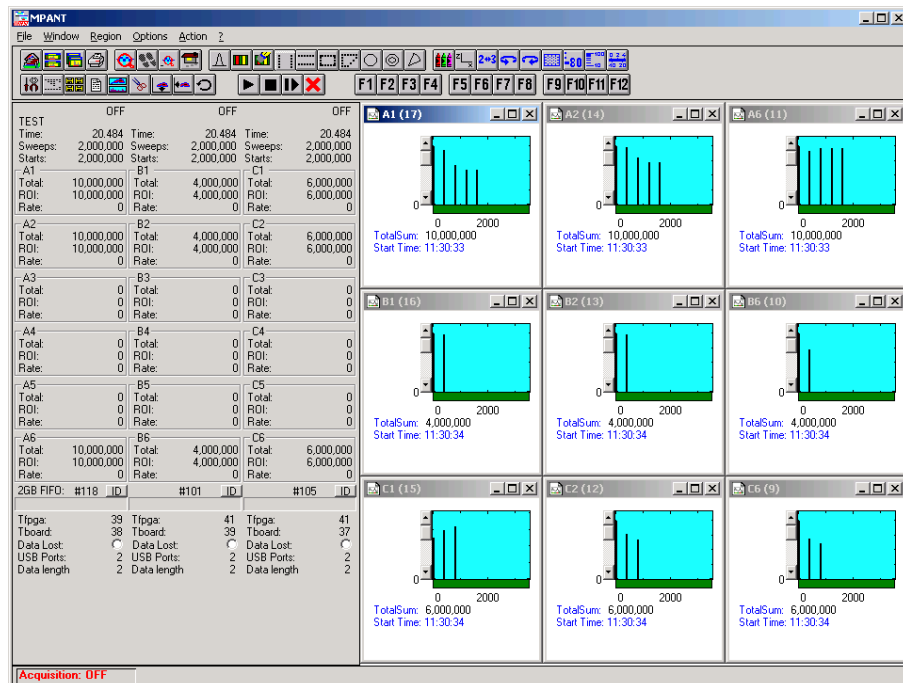 MPANT
File Window Region Options Action ?
F1 F2 F3 F4 F5 F6 F7 F8 F9 F10 F11 F12
OFF OFF OFF
TEST
Time: 20.484 Time: 20.484 Time: 20.484
Sweeps: 2,000,000 Sweeps: 2,000,000 Sweeps: 2,000,000
Starts: 2,000,000 Starts: 2,000,000 Starts: 2,000,000
A1 B1 C1
Total: 10,000,000 Total: 4,000,000 Total: 6,000,000
ROI: 10,000,000 ROI: 4,000,000 ROI: 6,000,000
Rate: 0 Rate: 0 Rate: 0
A2 B2 C2
Total: 10,000,000 Total: 4,000,000 Total: 6,000,000
ROI: 10,000,000 ROI: 4,000,000 ROI: 6,000,000
Rate: 0 Rate: 0 Rate: 0
A3 B3 C3
Total: 0 Total: 0 Total: 0
ROI: 0 ROI: 0 ROI: 0
Rate: 0 Rate: 0 Rate: 0
A4 B4 C4
Total: 0 Total: 0 Total: 0
ROI: 0 ROI: 0 ROI: 0
Rate: 0 Rate: 0 Rate: 0
A5 B5 C5
Total: 0 Total: 0 Total: 0
ROI: 0 ROI: 0 ROI: 0
Rate: 0 Rate: 0 Rate: 0
A6 B6 C6
Total: 10,000,000 Total: 4,000,000 Total: 6,000,000
ROI: 10,000,000 ROI: 4,000,000 ROI: 6,000,000
Rate: 0 Rate: 0 Rate: 0
2GB FIFO: #118 ID #101 ID #105 ID
Tfpga: 39 Tfpga: 41 Tfpga: 41
Tboard: 38 Tboard: 39 Tboard: 37
Data Lost: Data Lost: Data Lost:
USB Ports: 2 USB Ports: 2 USB Ports: 2
Data length 2 Data length 2 Data length 2
A1 (17)
0
0 2000
TotalSum: 10,000,000
Start Time: 11:30:33
A2 (14)
0
0 2000
TotalSum: 10,000,000
Start Time: 11:30:33
A6 (11)
0
0 2000
TotalSum: 10,000,000
Start Time: 11:30:33
B1 (16)
0
0 2000
TotalSum: 4,000,000
Start Time: 11:30:34
B2 (13)
0
0 2000
TotalSum: 4,000,000
Start Time: 11:30:34
B6 (10)
0
0 2000
TotalSum: 4,000,000
Start Time: 11:30:34
C1 (15)
0
0 2000
TotalSum: 6,000,000
Start Time: 11:30:34
C2 (12)
0
0 2000
TotalSum: 6,000,000
Start Time: 11:30:34
C6 (9)
0
0 2000
TotalSum: 6,000,000
Start Time: 11:30:34
Acquisition: OFF